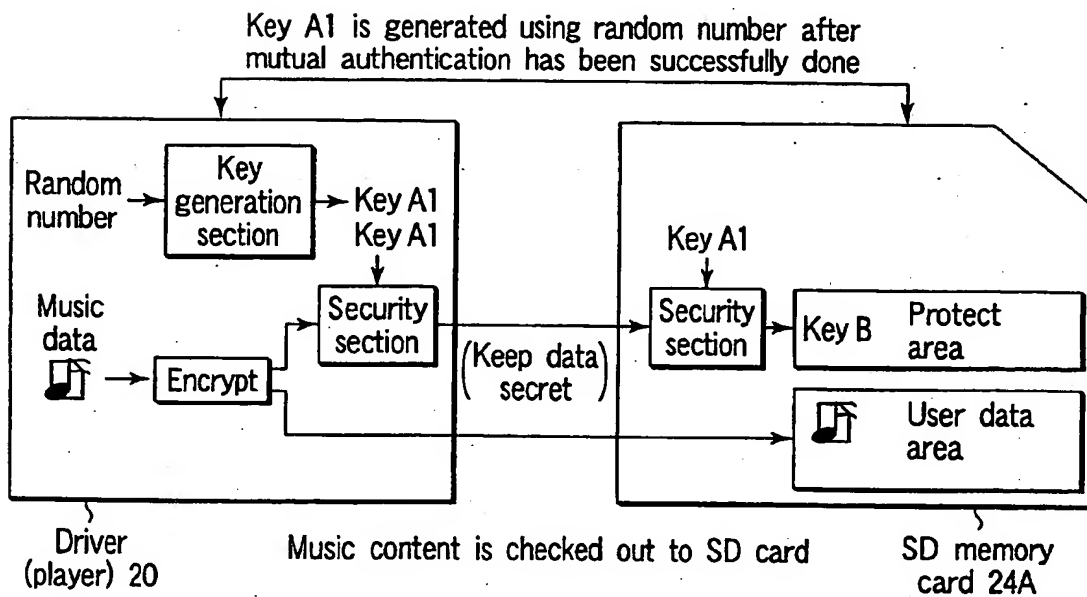 Key A1 is generated using random number after
mutual authentication has been successfully done
Random
number
Key
generation
section
Key A1
Key A1
Music
data
Encrypt
Security
section
(Keep data
secret)
Key A1
Security
section
Key B
Protect
area
User data
area
Driver
(player) 20
Music content is checked out to SD card
SD memory
card 24A